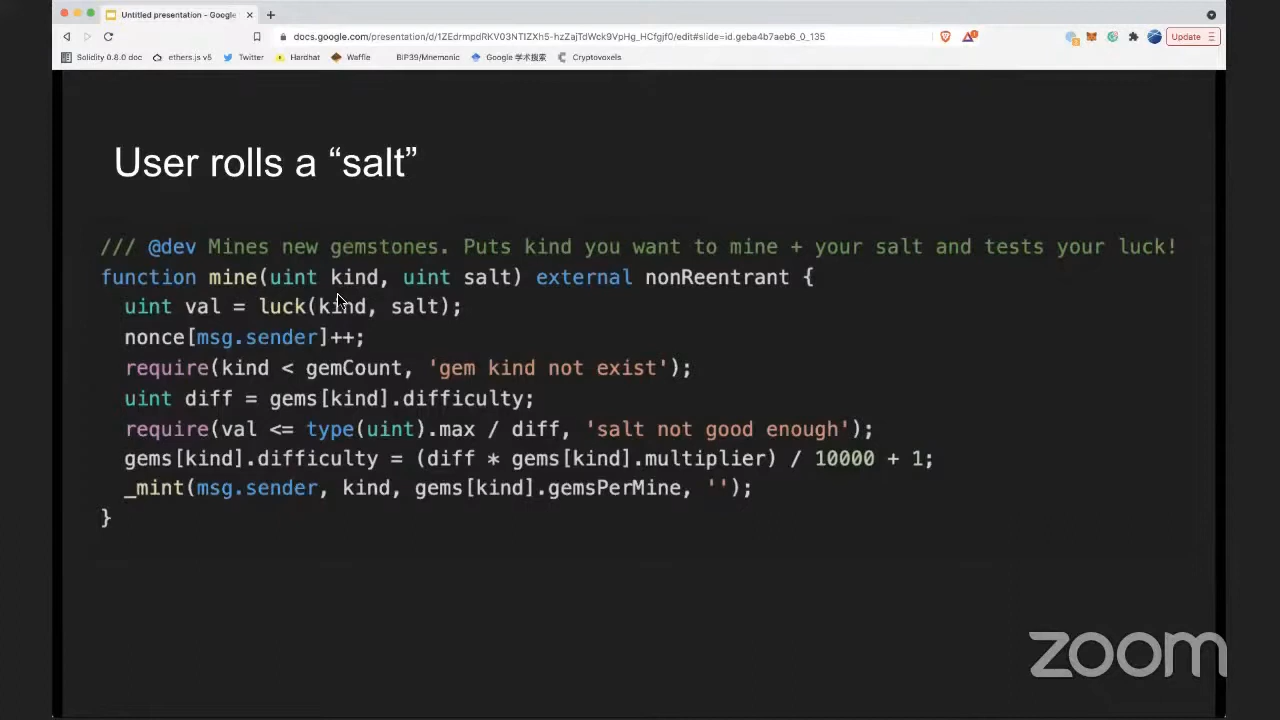 Untitled presentation - Google
docs.google.com/presentation/d/1ZEdrmpdRKV03NTIZXh5-hzZajTdWck9VpHg_HCfgjf0/edit#slide=id.geba4b7aeb6_0_135
Update
Solidity 0.8.0 doc ethers.js v5 Twitter Hardhat Waffle BIP39/Mnemonic Google 学术搜索 Cryptovoxels
User rolls a “salt”
/// @dev Mines new gemstones. Puts kind you want to mine + your salt and tests your luck!
function mine(uint kind, uint salt) external nonReentrant {
uint val = luck(kind, salt);
nonce[msg.sender]++;
require(kind < gemCount, 'gem kind not exist');
uint diff = gems[kind].difficulty;
require(val <= type(uint).max / diff, 'salt not good enough');
gems[kind].difficulty = (diff * gems[kind].multiplier) / 10000 + 1;
_mint(msg.sender, kind, gems[kind].gemsPerMine, '');
}
zoom